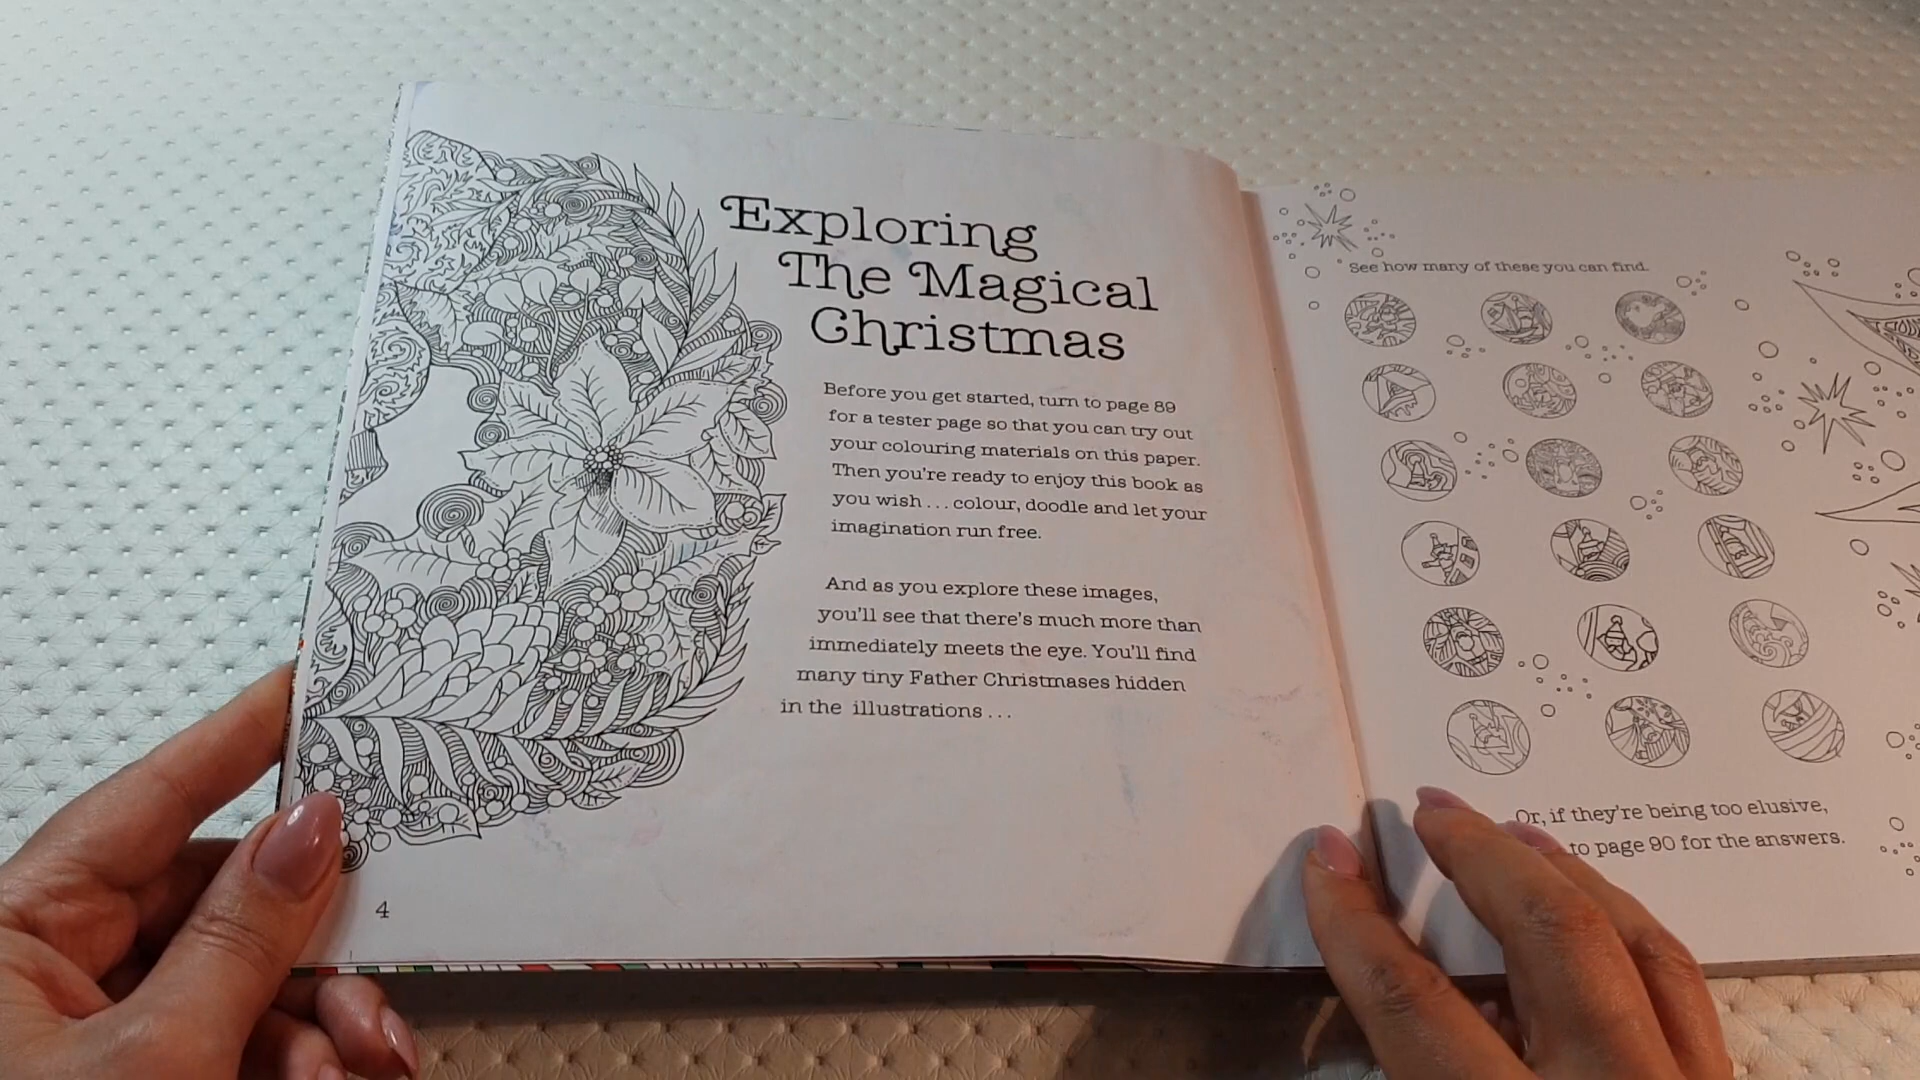 Exploring
The Magical
Christmas
Before you get started, turn to page 89
for a tester page so that you can try out
your colouring materials on this paper.
Then you're ready to enjoy this book as
you wish . . . colour, doodle and let your
imagination run free.
And as you explore these images,
you'll see that there's much more than
immediately meets the eye. You'll find
many tiny Father Christmases hidden
in the illustrations . . .
4
See how many of these you can find.
Or, if they're being too elusive,
to page 90 for the answers.